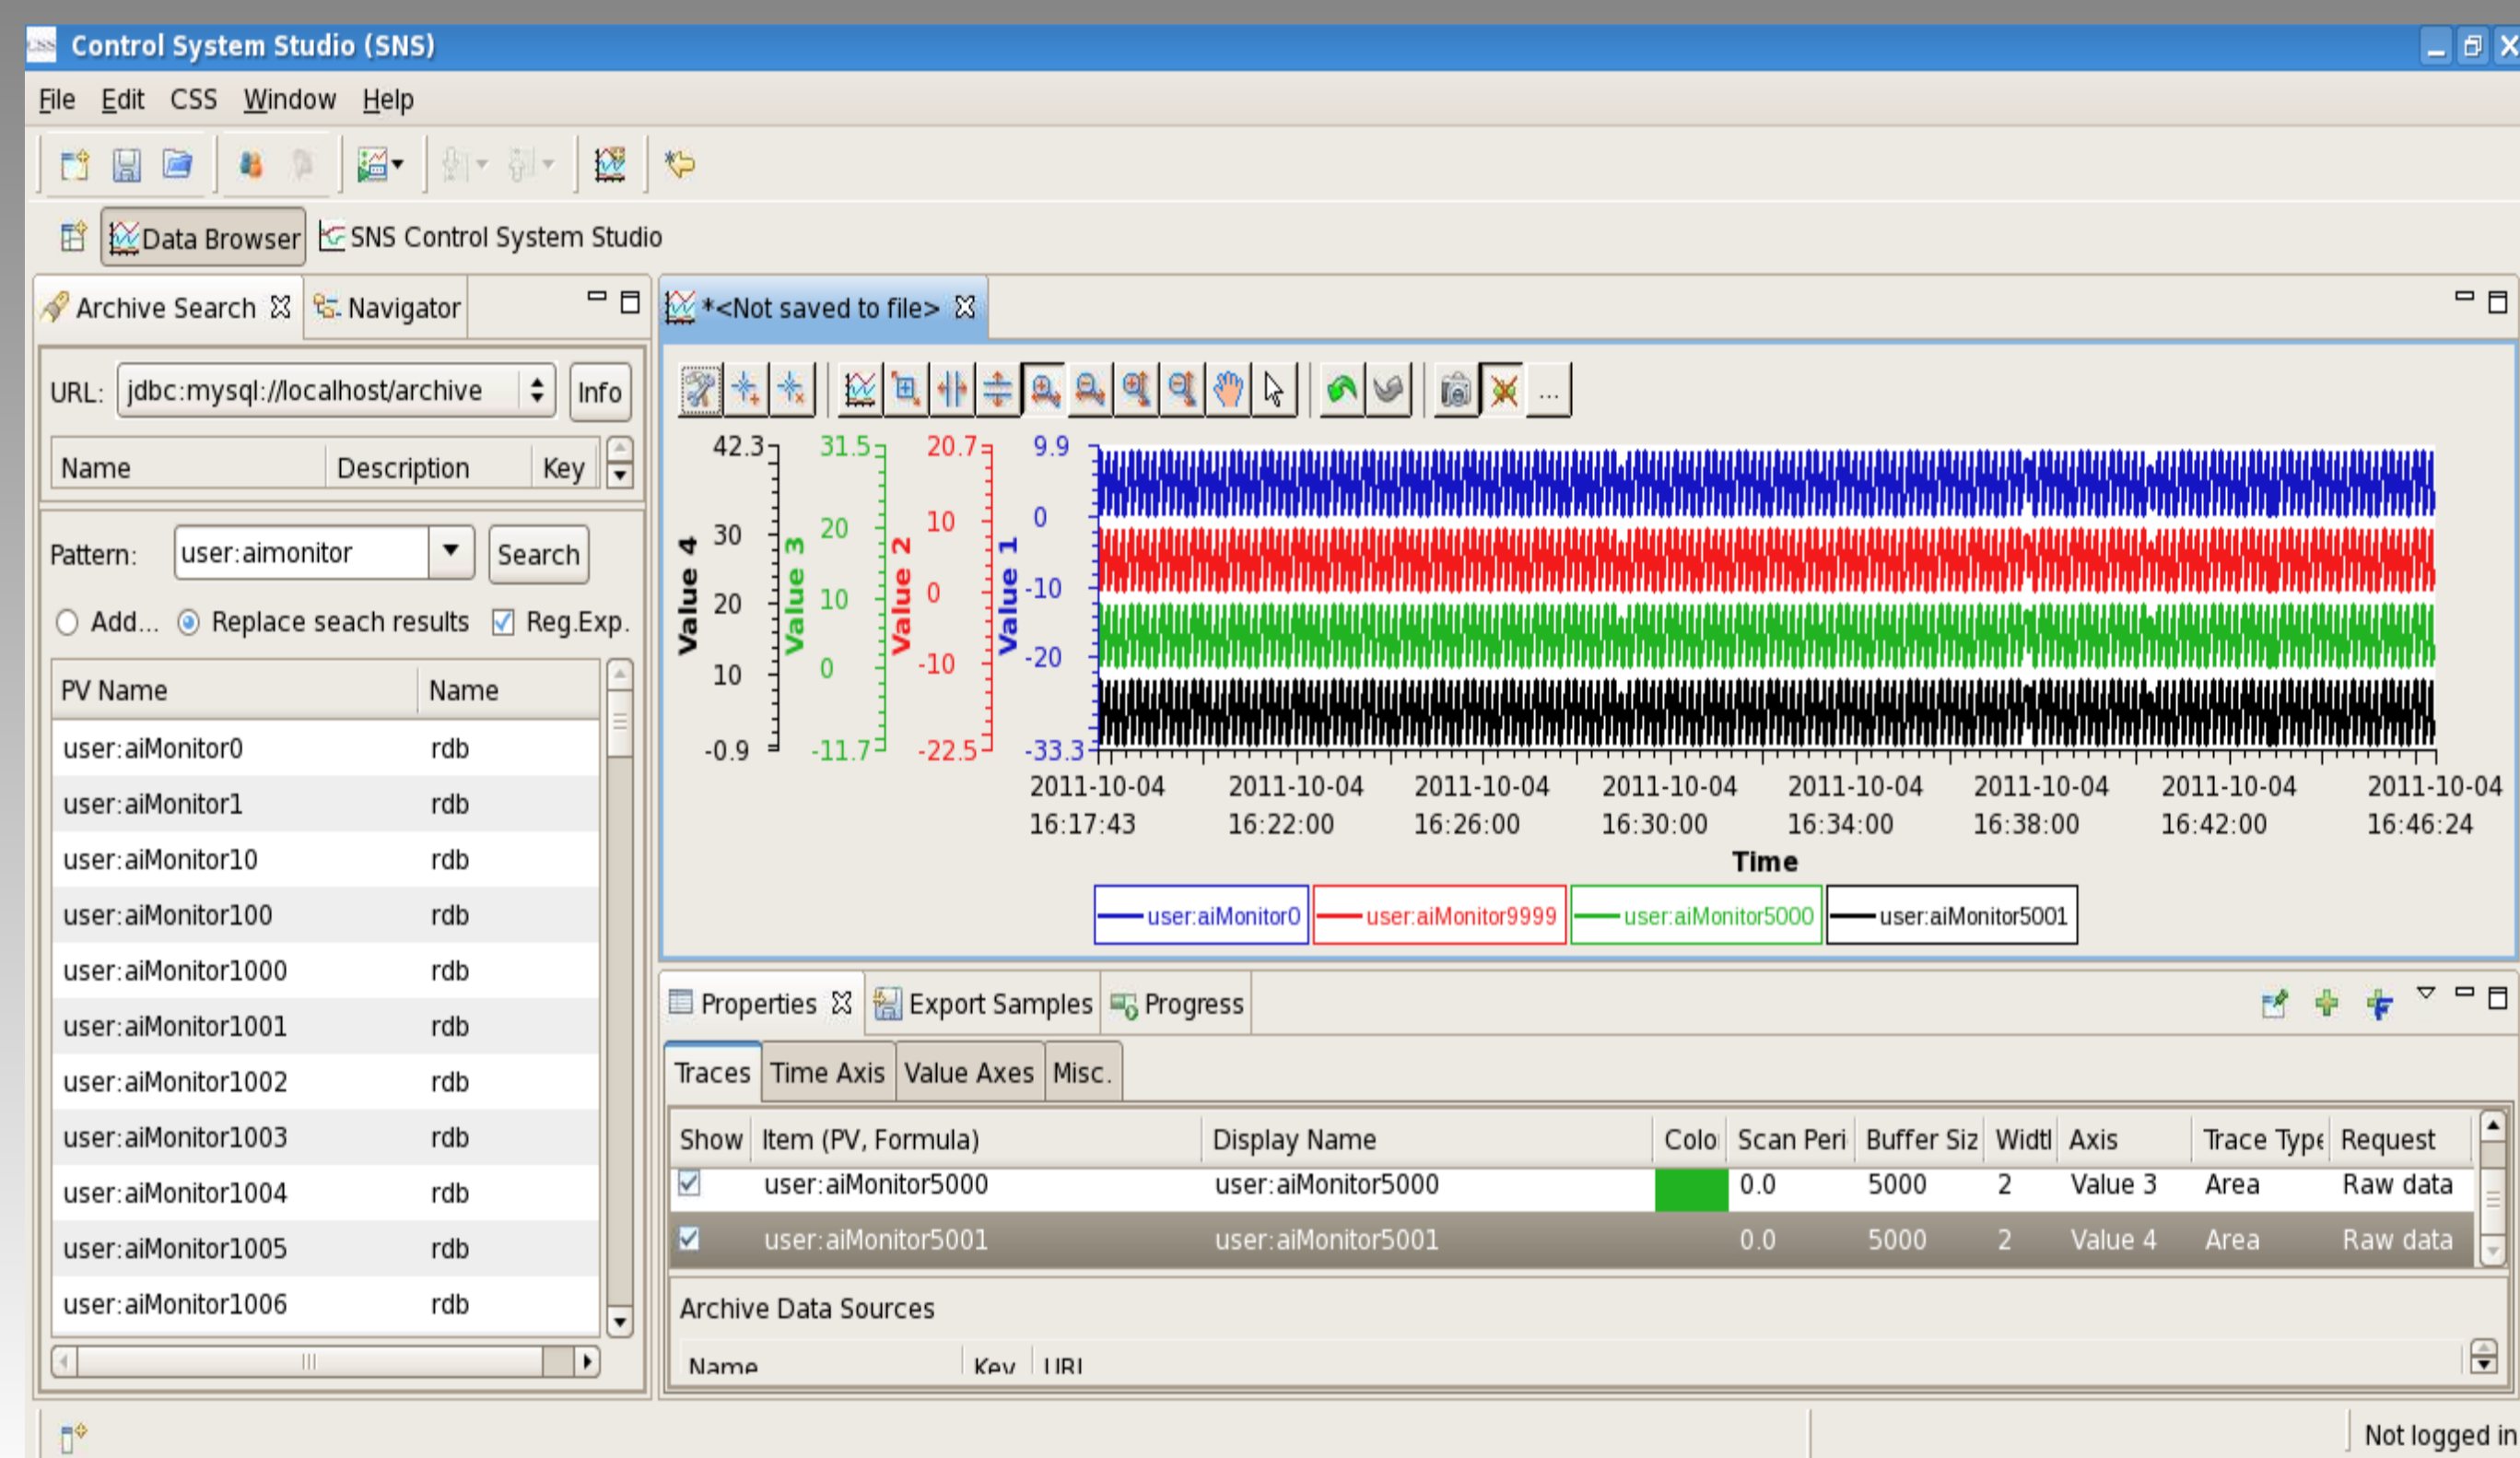 CSS Control System Studio (SNS)
File Edit CSS Window Help
Data Browser SNS Control System Studio
Archive Search Navigator
URL: jdbc:mysql://localhost/archive Info
Name Description Key
Pattern: user:aimonitor Search
Add... Replace seach results Reg.Exp.
PV Name Name
user:aiMonitor0 rdb
user:aiMonitor1 rdb
user:aiMonitor10 rdb
user:aiMonitor100 rdb
user:aiMonitor1000 rdb
user:aiMonitor1001 rdb
user:aiMonitor1002 rdb
user:aiMonitor1003 rdb
user:aiMonitor1004 rdb
user:aiMonitor1005 rdb
user:aiMonitor1006 rdb
*<Not saved to file>
...
Value 4
42.3
30
20
10
-0.9
Value 3
31.5
20
10
0
-11.7
Value 2
20.7
10
0
-10
-22.5
Value 1
9.9
0
-10
-20
-33.3
2011-10-04 2011-10-04 2011-10-04 2011-10-04 2011-10-04 2011-10-04 2011-10-04 2011-10-04
16:17:43 16:22:00 16:26:00 16:30:00 16:34:00 16:38:00 16:42:00 16:46:24
Time
user:aiMonitor0 user:aiMonitor9999 user:aiMonitor5000 user:aiMonitor5001
Properties Export Samples Progress
Traces Time Axis Value Axes Misc.
Show Item (PV, Formula) Display Name Colo Scan Peri Buffer Siz Widtl Axis Trace Type Request
user:aiMonitor5000 user:aiMonitor5000 0.0 5000 2 Value 3 Area Raw data
user:aiMonitor5001 user:aiMonitor5001 0.0 5000 2 Value 4 Area Raw data
Archive Data Sources
Name Key URL
Not logged in